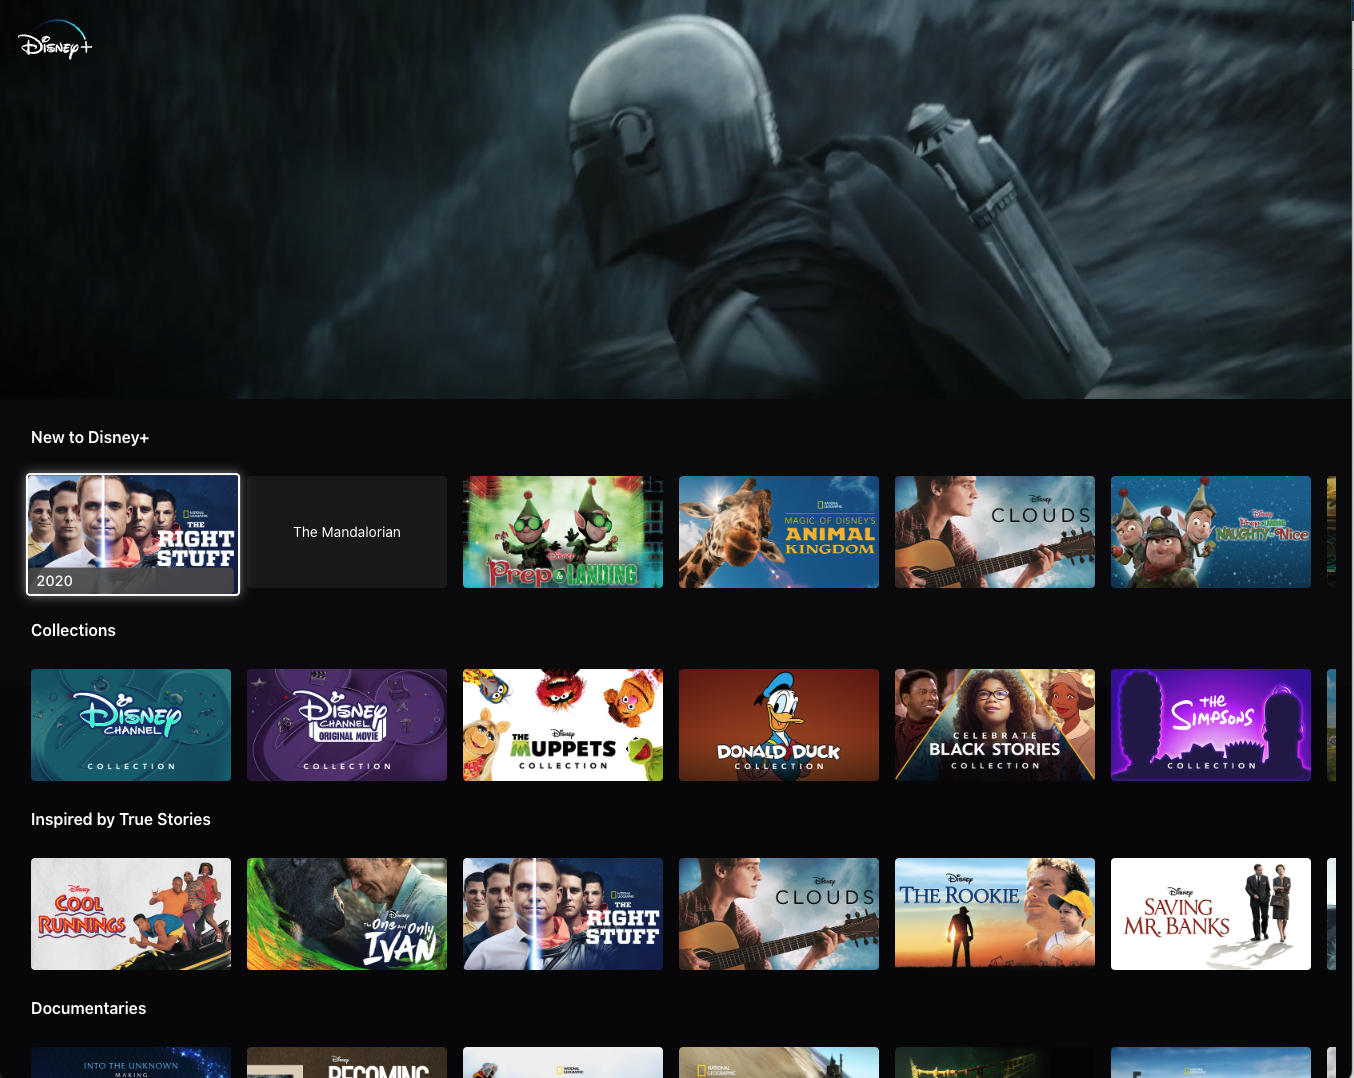 Disney+
New to Disney+
NATIONAL GEOGRAPHIC
THE RIGHT STUFF
2020
The Mandalorian
Disney
Prep & LANDING
NATIONAL GEOGRAPHIC
MAGIC OF DISNEY'S
ANIMAL
KINGDOM
Disney
CLOUDS
Disney
Prep & LANDING
NAUGHTY vs. Nice
Collections
Disney
CHANNEL
COLLECTION
Disney
CHANNEL
ORIGINAL MOVIE
COLLECTION
Disney
THE MUPPETS
COLLECTION
DONALD DUCK
COLLECTION
CELEBRATE
BLACK STORIES
COLLECTION
THE
SIMPSONS
COLLECTION
Inspired by True Stories
Disney
COOL
RUNNINGS
Disney
THE One AND Only
IVAN
NATIONAL GEOGRAPHIC
THE
RIGHT
STUFF
Disney
CLOUDS
Disney
THE ROOKIE
Disney
SAVING
MR. BANKS
Documentaries
INTO THE UNKNOWN
MAKING
Disney
BECOMING
NATIONAL GEOGRAPHIC
NATIONAL GEOGRAPHIC
NATIONAL GEOGRAPHIC